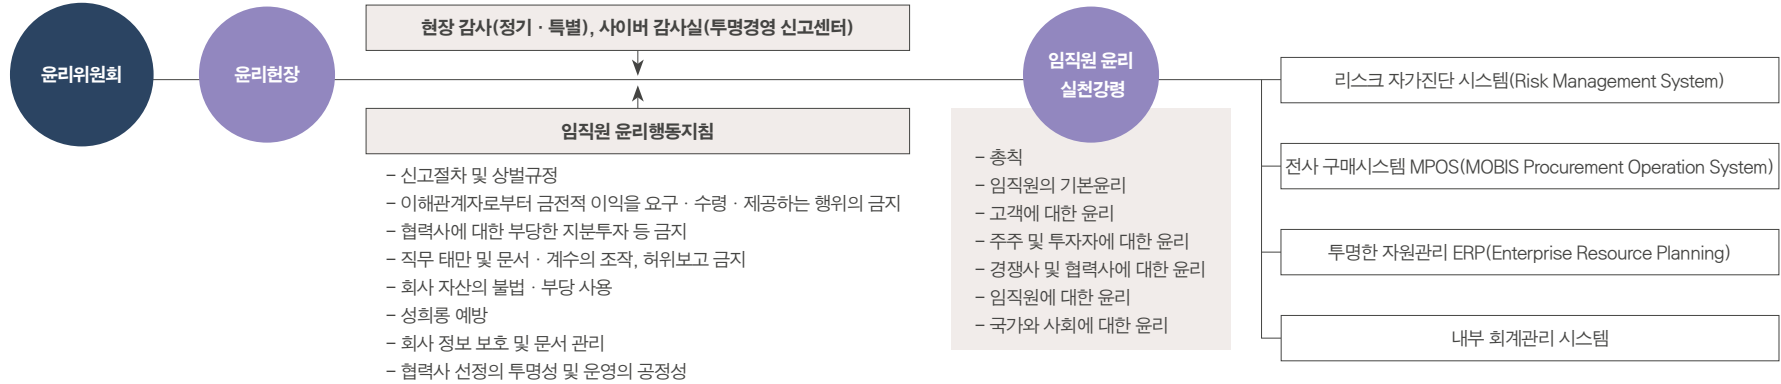 윤리위원회
윤리헌장
현장 감사(정기 · 특별), 사이버 감사실(투명경영 신고센터)
임직원 윤리행동지침
– 신고절차 및 상벌규정
– 이해관계자로부터 금전적 이익을 요구 · 수령 · 제공하는 행위의 금지
– 협력사에 대한 부당한 지분투자 등 금지
– 직무 태만 및 문서 · 계수의 조작, 허위보고 금지
– 회사 자산의 불법 · 부당 사용
– 성희롱 예방
– 회사 정보 보호 및 문서 관리
– 협력사 선정의 투명성 및 운영의 공정성
임직원 윤리
실천강령
– 총칙
– 임직원의 기본윤리
– 고객에 대한 윤리
– 주주 및 투자자에 대한 윤리
– 경쟁사 및 협력사에 대한 윤리
– 임직원에 대한 윤리
– 국가와 사회에 대한 윤리
리스크 자가진단 시스템(Risk Management System)
전사 구매시스템 MPOS(MOBIS Procurement Operation System)
투명한 자원관리 ERP(Enterprise Resource Planning)
내부 회계관리 시스템